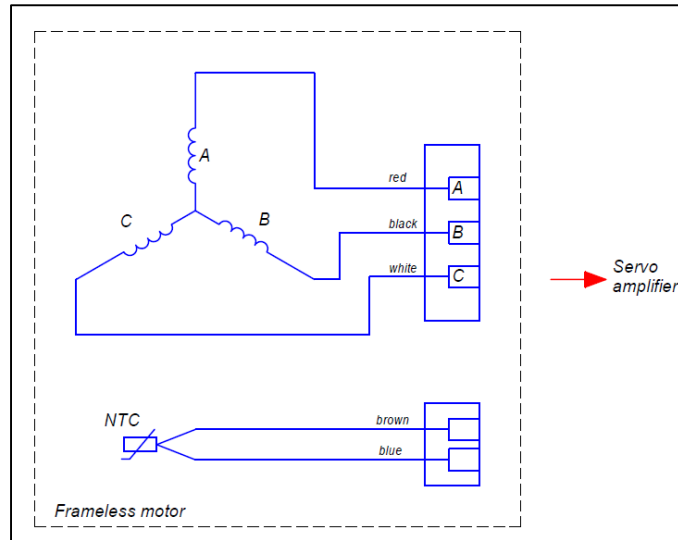 A
C
B
red
A
black
B
white
C
Servo
amplifier
NTC
brown
blue
Frameless motor